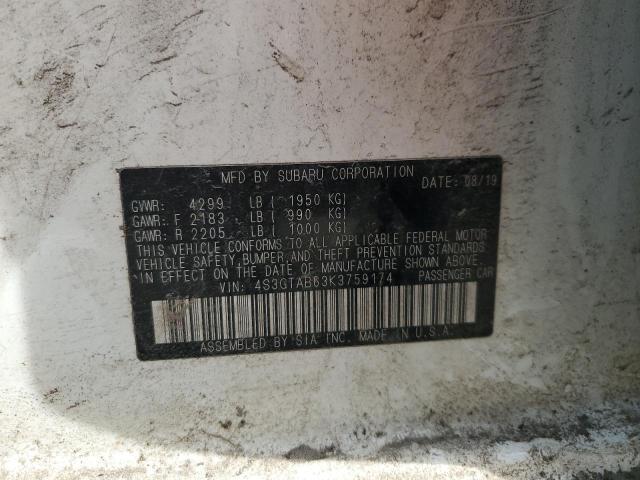 MFD BY SUBARU CORPORATION
DATE: 08/19
GVWR: 4299 LB ( 1950 KG)
GAWR: F 2183 LB ( 990 KG)
GAWR: R 2205 LB ( 1000 KG)
THIS VEHICLE CONFORMS TO ALL APPLICABLE FEDERAL MOTOR
VEHICLE SAFETY, BUMPER, AND THEFT PREVENTION STANDARDS
IN EFFECT ON THE DATE OF MANUFACTURE SHOWN ABOVE.
VIN: 4S3GTAB63K3759174 PASSENGER CAR
ASSEMBLED BY SIA INC. MADE IN U.S.A.